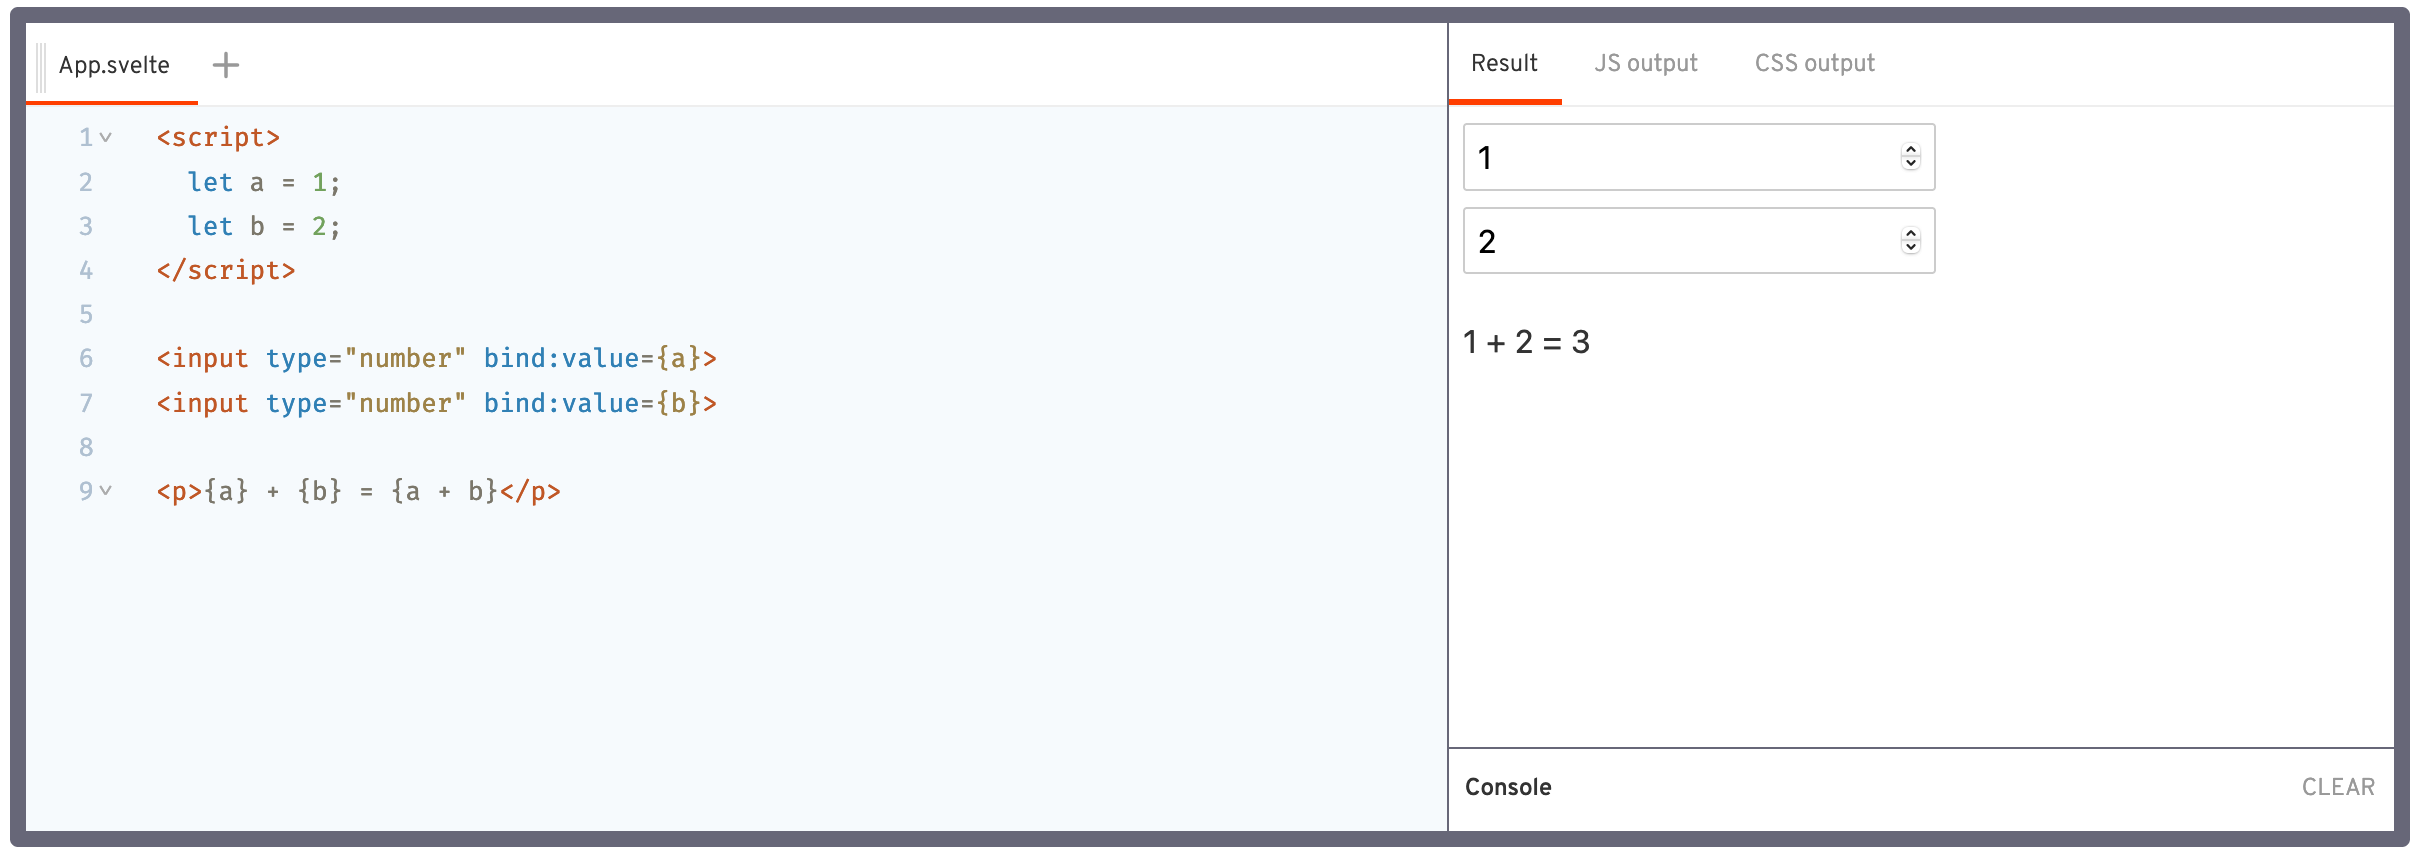 App.svelte
1 <script>
2 let a = 1;
3 let b = 2;
4 </script>
5
6 <input type="number" bind:value={a}>
7 <input type="number" bind:value={b}>
8
9 <p>{a} + {b} = {a + b}</p>
Result JS output CSS output
1
2
1 + 2 = 3
Console CLEAR